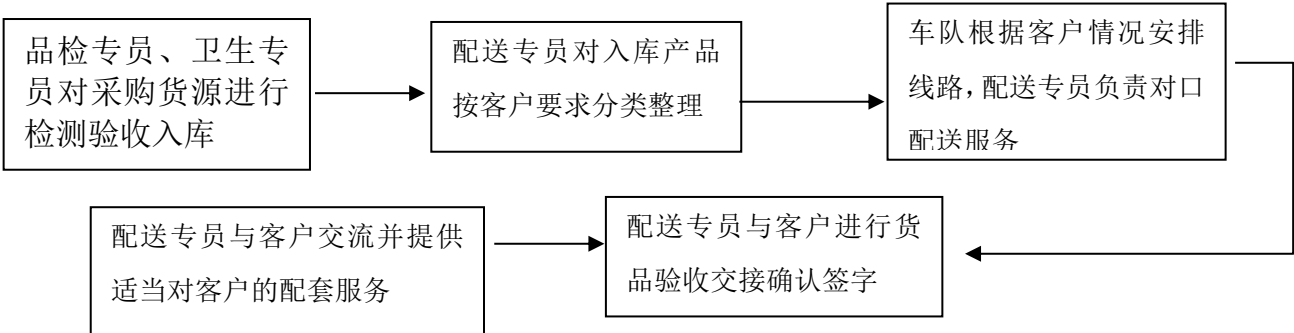 品检专员、卫生专
员对采购货源进行
检测验收入库
配送专员对入库产品
按客户要求分类整理
车队根据客户情况安排
线路，配送专员负责对口
配送服务
配送专员与客户交流并提供
适当对客户的配套服务
配送专员与客户进行货
品验收交接确认签字